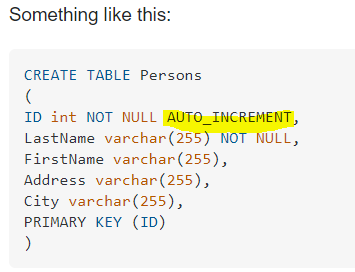 Something like this:
CREATE TABLE Persons
(
ID int NOT NULL AUTO_INCREMENT,
LastName varchar(255) NOT NULL,
FirstName varchar(255),
Address varchar(255),
City varchar(255),
PRIMARY KEY (ID)
)